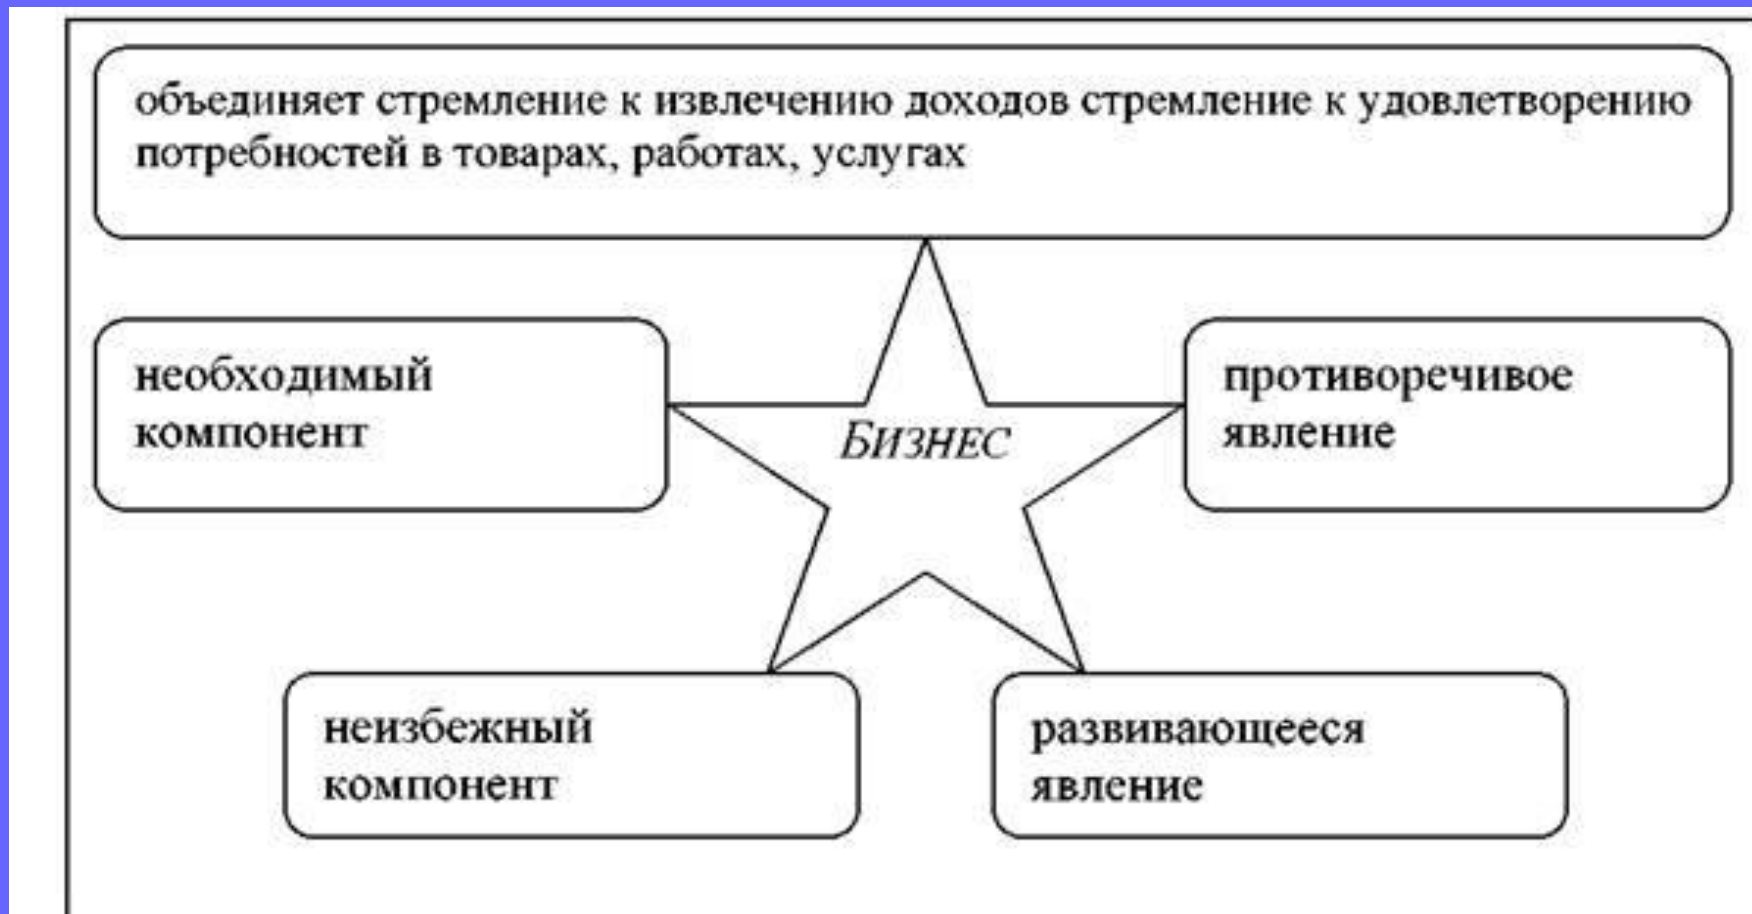 объединяет стремление к извлечению доходов стремление к удовлетворению
потребностей в товарах, работах, услугах
необходимый
компонент
Бизнес
противоречивое
явление
неизбежный
компонент
развивающееся
явление